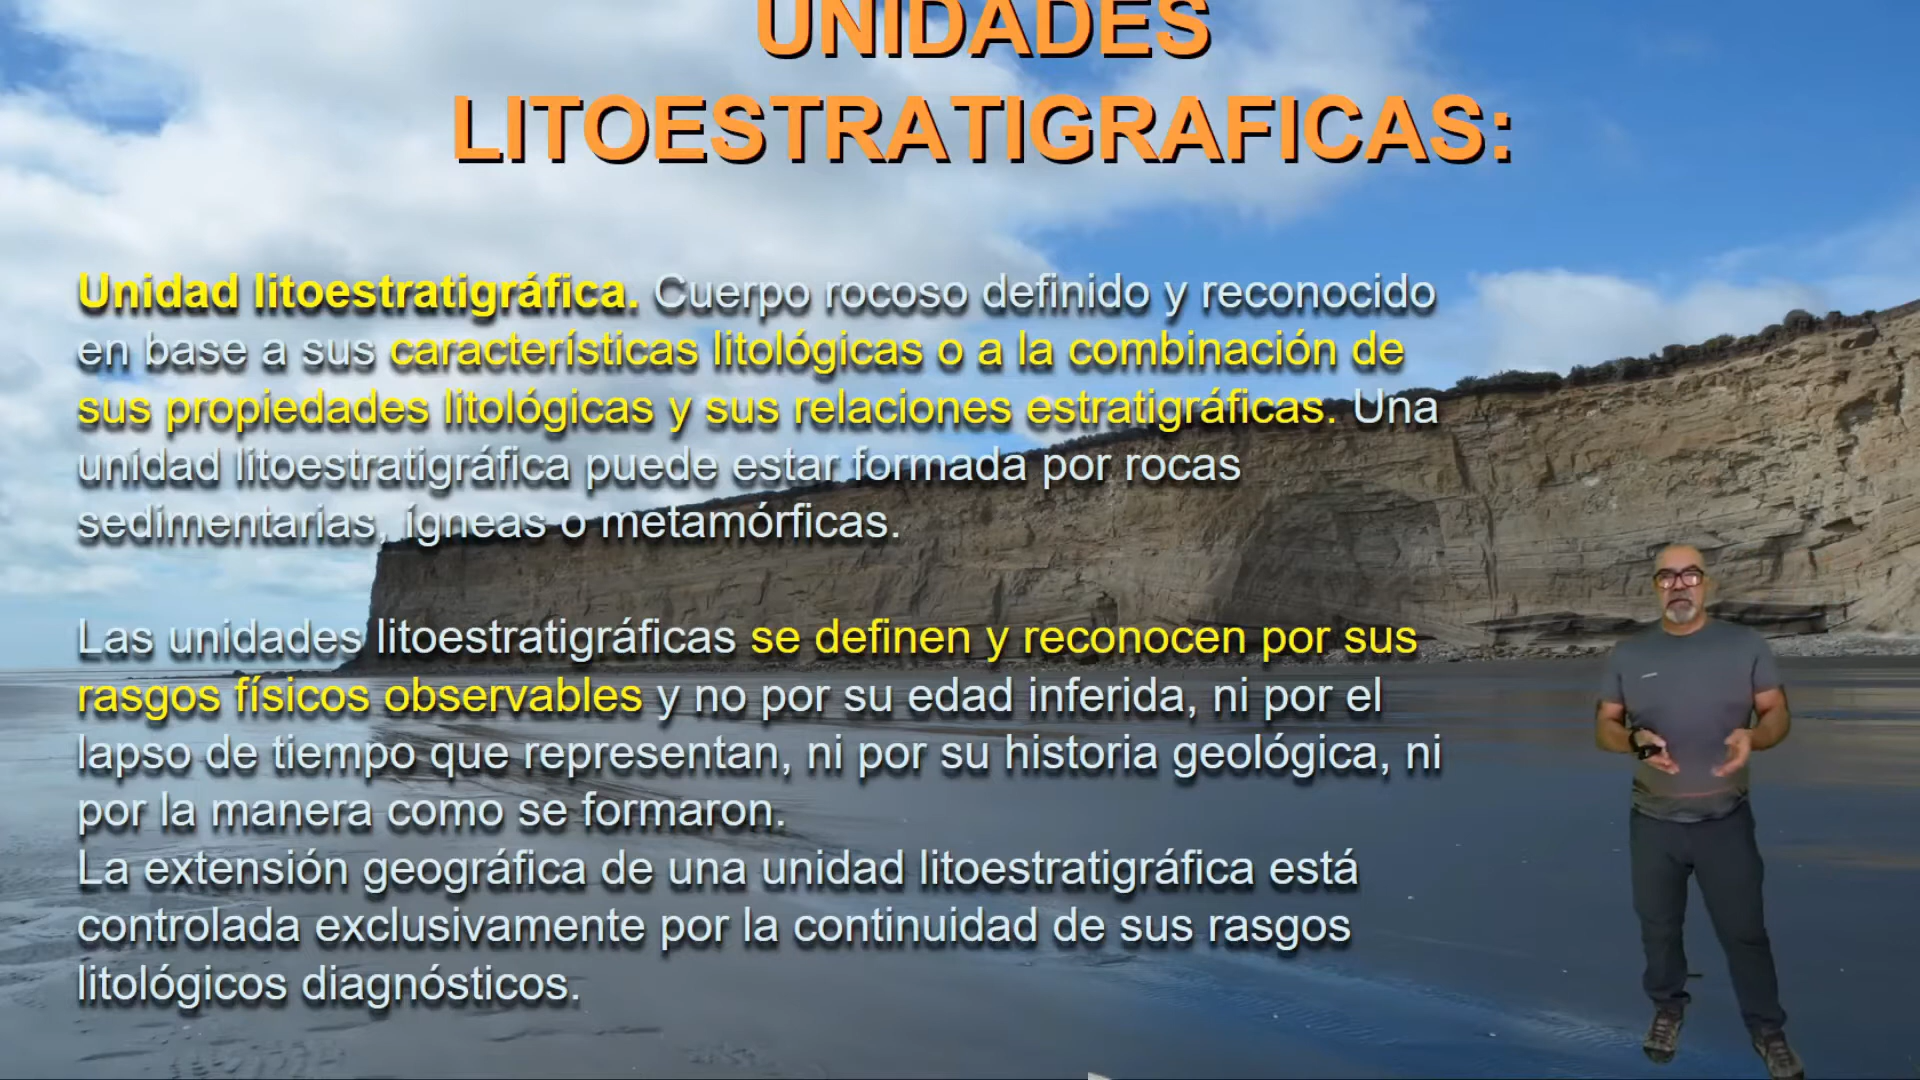 UNIDADES
LITOESTRATIGRAFICAS:
Unidad litoestratigráfica. Cuerpo rocoso definido y reconocido
en base a sus características litológicas o a la combinación de
sus propiedades litológicas y sus relaciones estratigráficas. Una
unidad litoestratigráfica puede estar formada por rocas
sedimentarias, ígneas o metamórficas.
Las unidades litoestratigráficas se definen y reconocen por sus
rasgos físicos observables y no por su edad inferida, ni por el
lapso de tiempo que representan, ni por su historia geológica, ni
por la manera como se formaron.
La extensión geográfica de una unidad litoestratigráfica está
controlada exclusivamente por la continuidad de sus rasgos
litológicos diagnósticos.